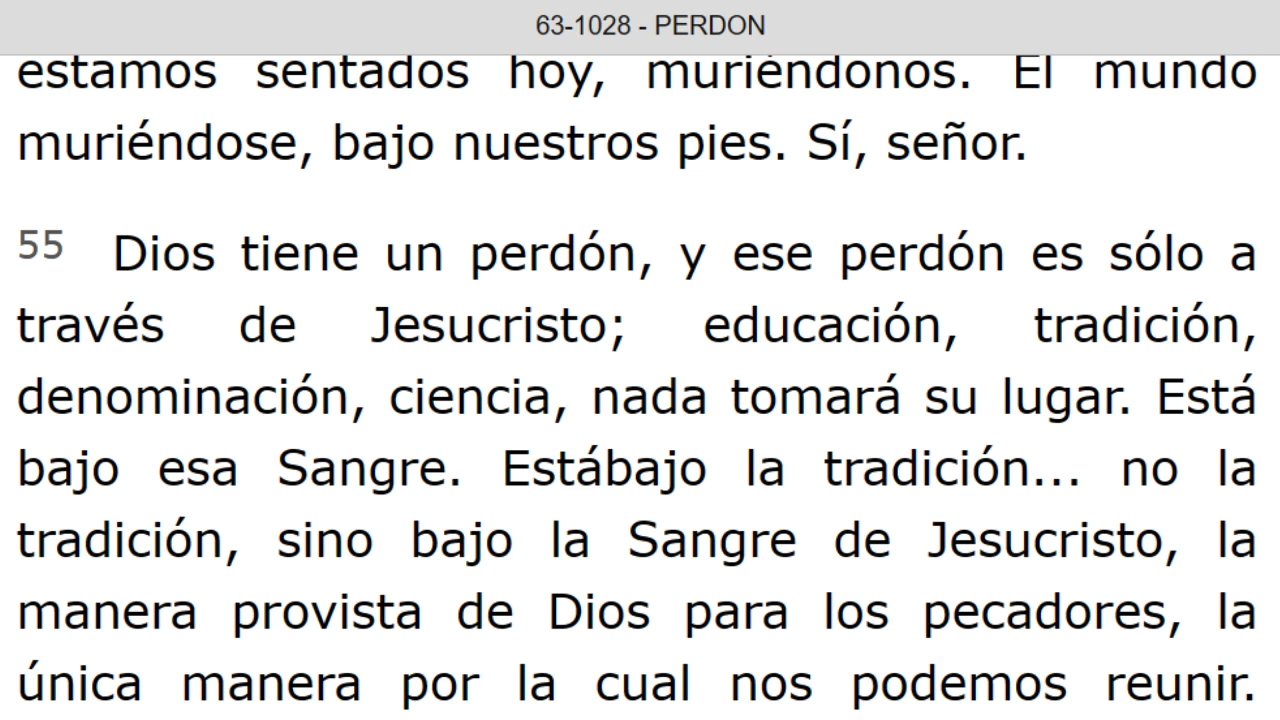 63-1028 - PERDON
estamos sentados hoy, muriéndonos. El mundo
muriéndose, bajo nuestros pies. Sí, señor.
55 Dios tiene un perdón, y ese perdón es sólo a
través de Jesucristo; educación, tradición,
denominación, ciencia, nada tomará su lugar. Está
bajo esa Sangre. Estábajo la tradición... no la
tradición, sino bajo la Sangre de Jesucristo, la
manera provista de Dios para los pecadores, la
única manera por la cual nos podemos reunir.